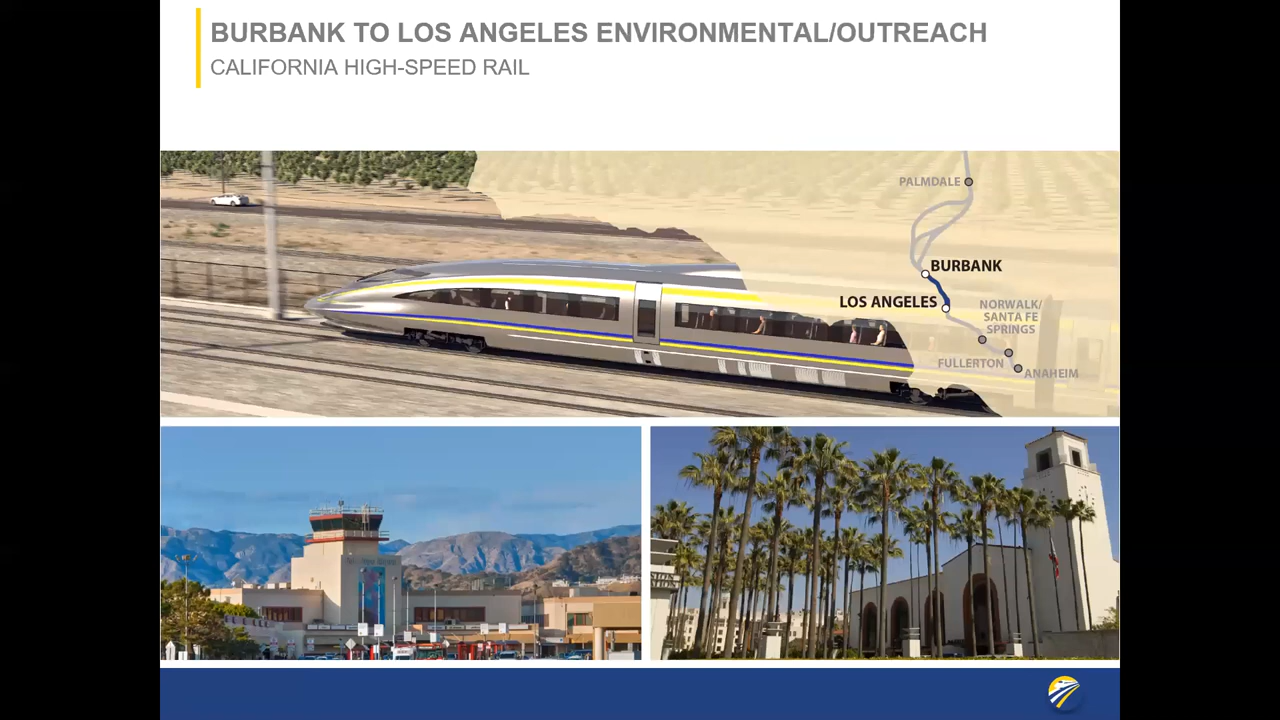 BURBANK TO LOS ANGELES ENVIRONMENTAL/OUTREACH
CALIFORNIA HIGH-SPEED RAIL
PALMDALE
BURBANK
LOS ANGELES
NORWALK/
SANTA FE
SPRINGS
FULLERTON
ANAHEIM